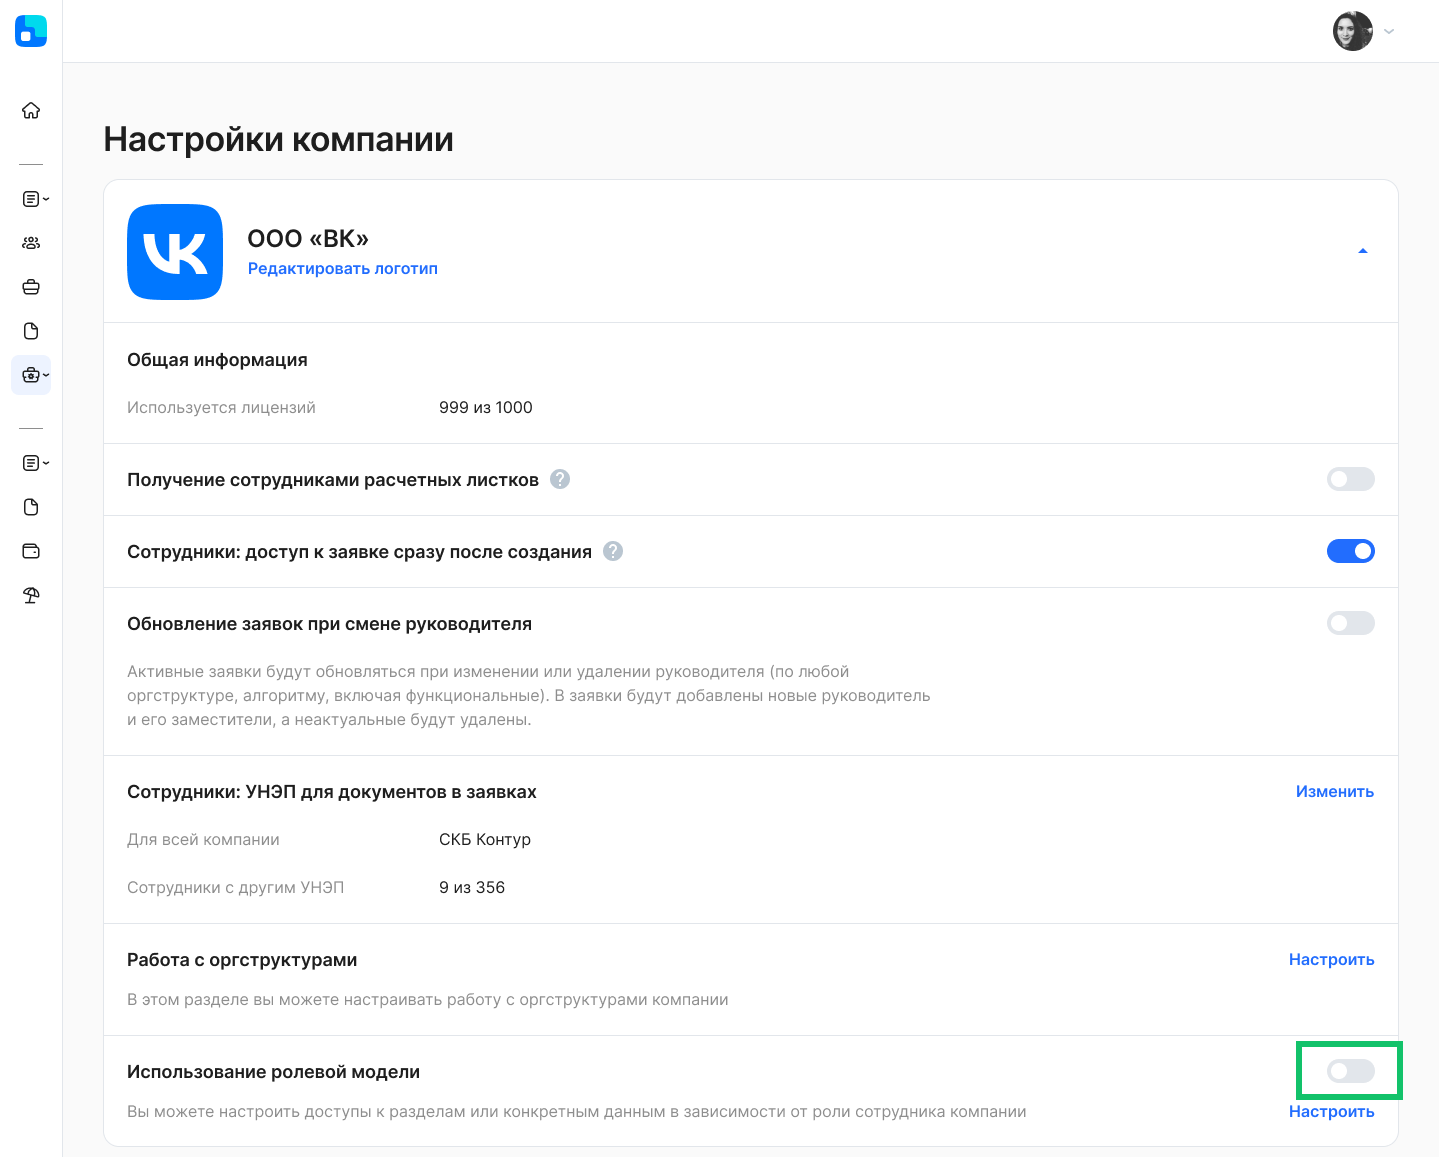 Настройки компании
ООО «ВК»
Редактировать логотип
Общая информация
Используется лицензий 999 из 1000
Получение сотрудниками расчетных листков ?
Сотрудники: доступ к заявке сразу после создания ?
Обновление заявок при смене руководителя
Активные заявки будут обновляться при изменении или удалении руководителя (по любой
оргструктуре, алгоритму, включая функциональные). В заявки будут добавлены новые руководитель
и его заместители, а неактуальные будут удалены.
Сотрудники: УНЭП для документов в заявках Изменить
Для всей компании СКБ Контур
Сотрудники с другим УНЭП 9 из 356
Работа с оргструктурами Настроить
В этом разделе вы можете настраивать работу с оргструктурами компании
Использование ролевой модели
Вы можете настроить доступы к разделам или конкретным данным в зависимости от роли сотрудника компании Настроить